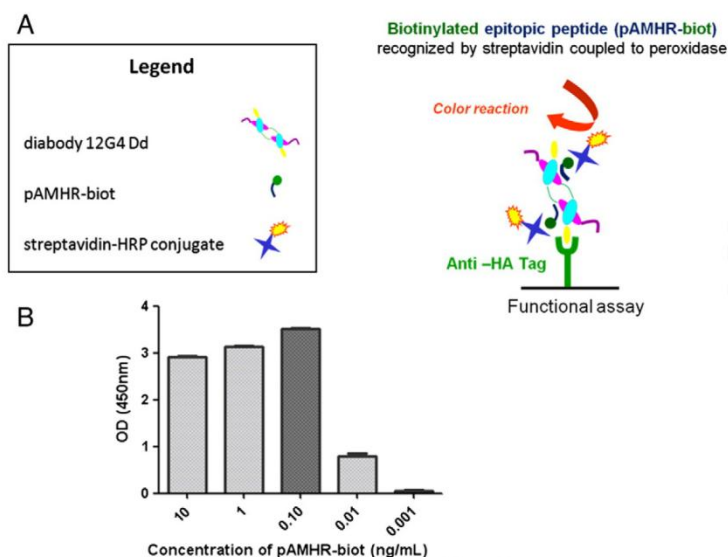 A
Legend
diabody 12G4 Dd
pAMHR-biot
streptavidin-HRP conjugate
Biotinylated epitopic peptide (pAMHR-biot)
recognized by streptavidin coupled to peroxidase
Color reaction
Anti –HA Tag
Functional assay
B
OD (450nm)
4
3
2
1
0
10
1
0.10
0.01
0.001
Concentration of pAMHR-biot (ng/mL)